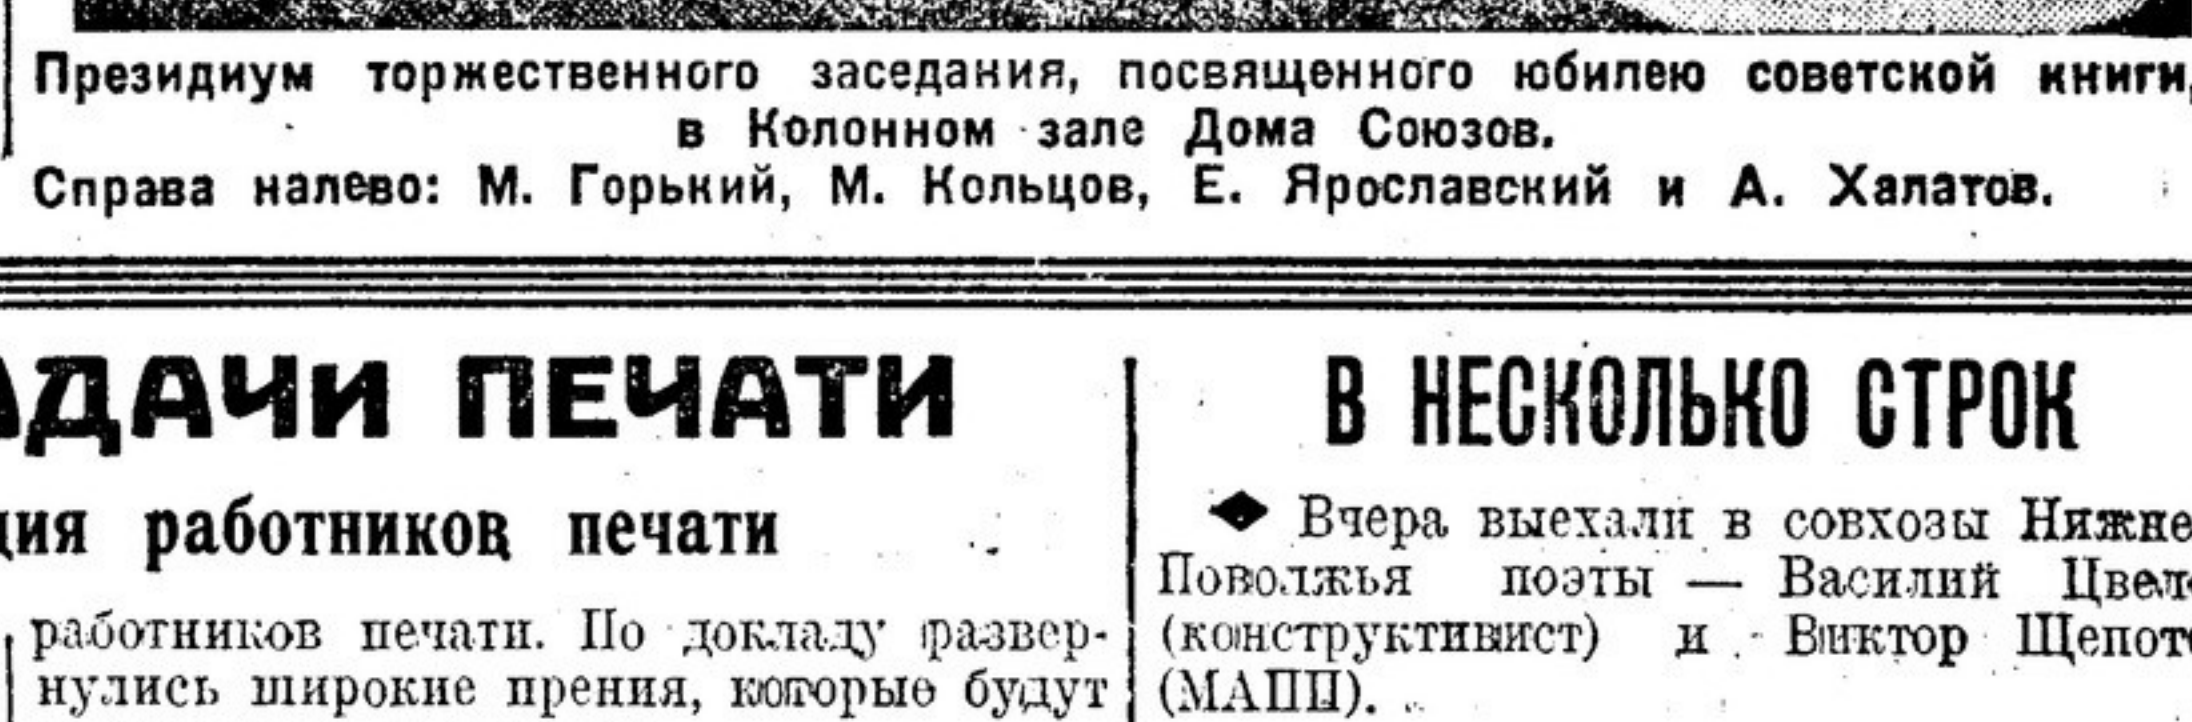 Президиум торжественного заседания, посвященного юбилею советской книги,
в Колонном зале Дома Союзов.
Справа налево: М. Горький, М. Кольцов, Е. Ярославский и А. Халатов.
АДАЧи ПЕЧАТИ
ция работников печати
работников печати. По докладу развер-
нулись широкие прения, которые будут
В НЕСКОЛЬКО СТРОК
Вчера выехали в совхозы Нижне
Поволжья поэты — Василий
(конструктивист) и Виктор
(МАПП).